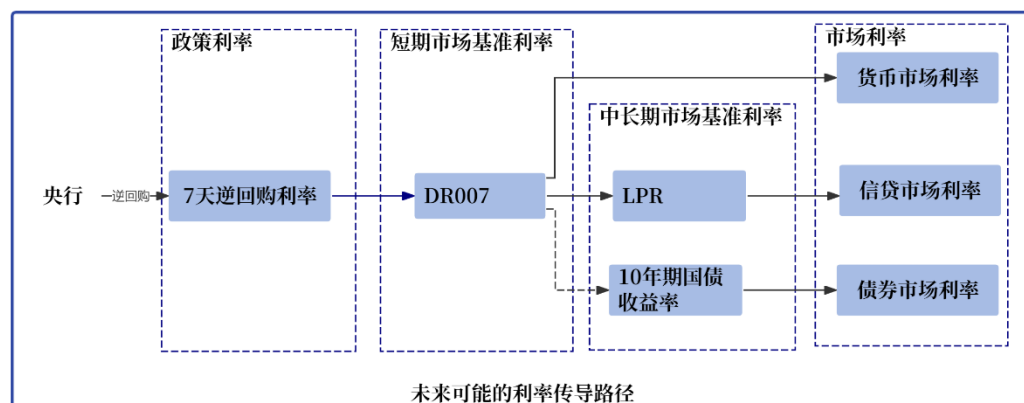 政策利率
短期市场基准利率
市场利率
货币市场利率
中长期市场基准利率
央行
逆回购
7天逆回购利率
DR007
LPR
信贷市场利率
10年期国债
收益率
债券市场利率
未来可能的利率传导路径